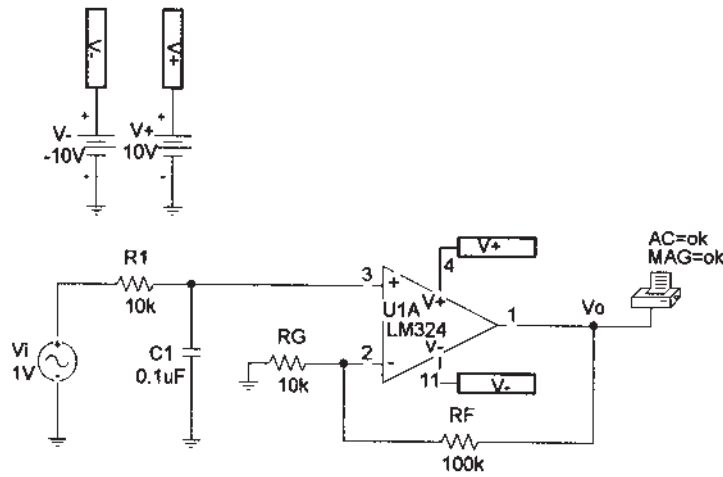 V-
V+
V-
-10V
V+
10V
AC=ok
MAG=ok
V+
4
R1
10k
3
+
V+
U1A
LM324
1
Vo
Vi
1V
C1
0.1uF
RG
10k
2
-
V-
11
V-
RF
100k